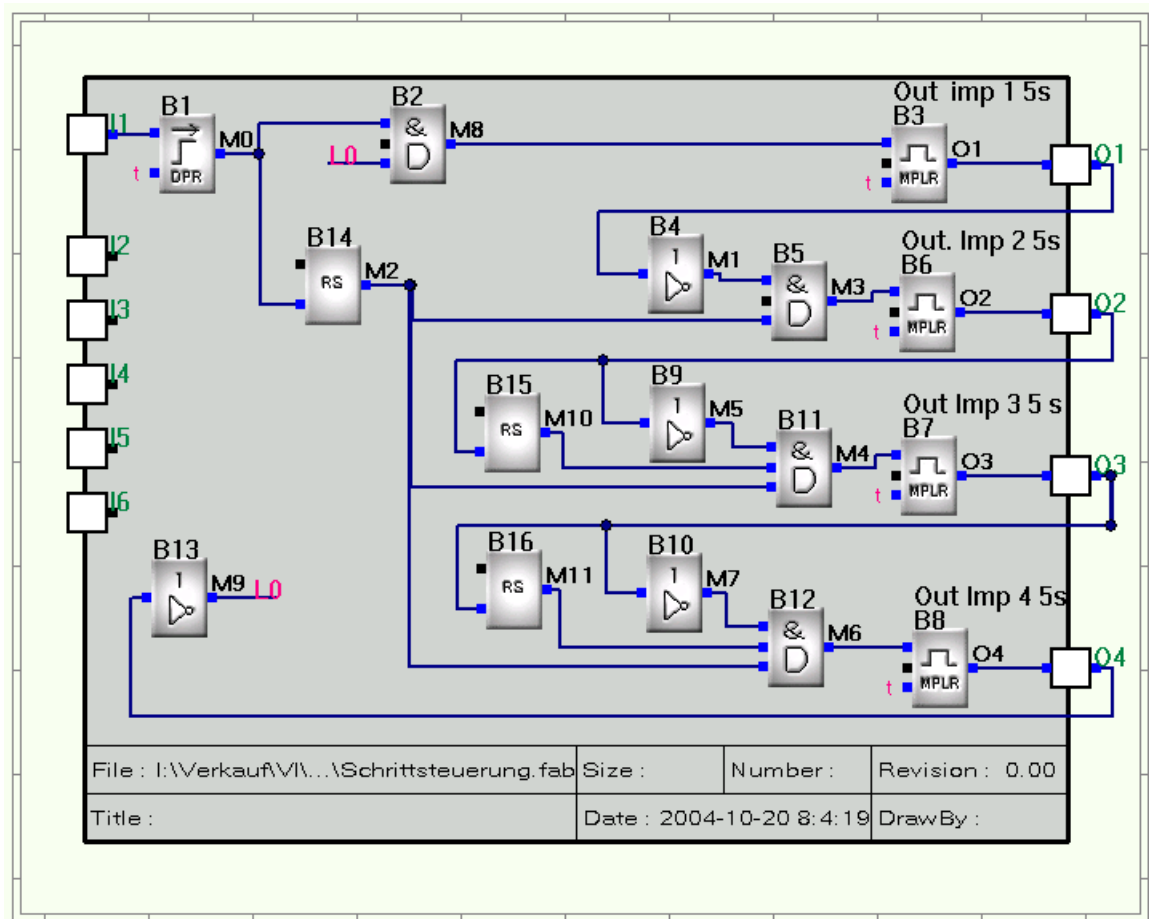 Out imp 1 5s
B1
B2
B3
I1
M0
&
M8
L0
t
DPR
MPLR
t
O1
O1
B14
B4
Out. Imp 2 5s
I2
RS
M2
1
M1
B5
B6
&
M3
O2
O2
I3
MPLR
t
I4
B15
B9
Out Imp 3 5 s
RS
M10
1
M5
B11
B7
I5
&
M4
O3
O3
MPLR
t
I6
B16
B10
B13
RS
M11
1
M7
Out Imp 4 5s
1
M9
L0
B12
B8
&
M6
O4
O4
MPLR
t
File : I:\Verkauf\VI\...\Schrittsteuerung.fab Size : Number : Revision : 0.00
Title : Date : 2004-10-20 8:4:19 DrawBy :